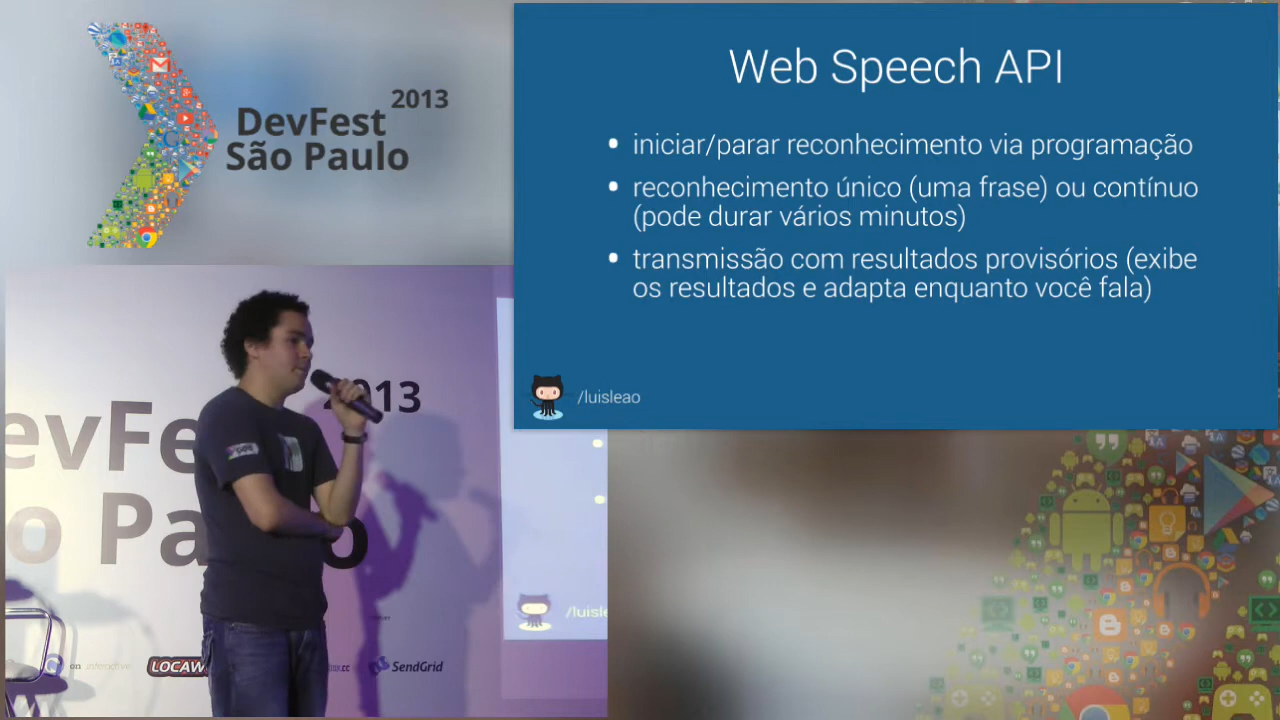 2013
DevFest
São Paulo
Web Speech API
• iniciar/parar reconhecimento via programação
• reconhecimento único (uma frase) ou contínuo
(pode durar vários minutos)
• transmissão com resultados provisórios (exibe
os resultados e adapta enquanto você fala)
/luisleao
2013
evFe
o Pa o
/luisle
on interactive
LOCAW
SendGrid